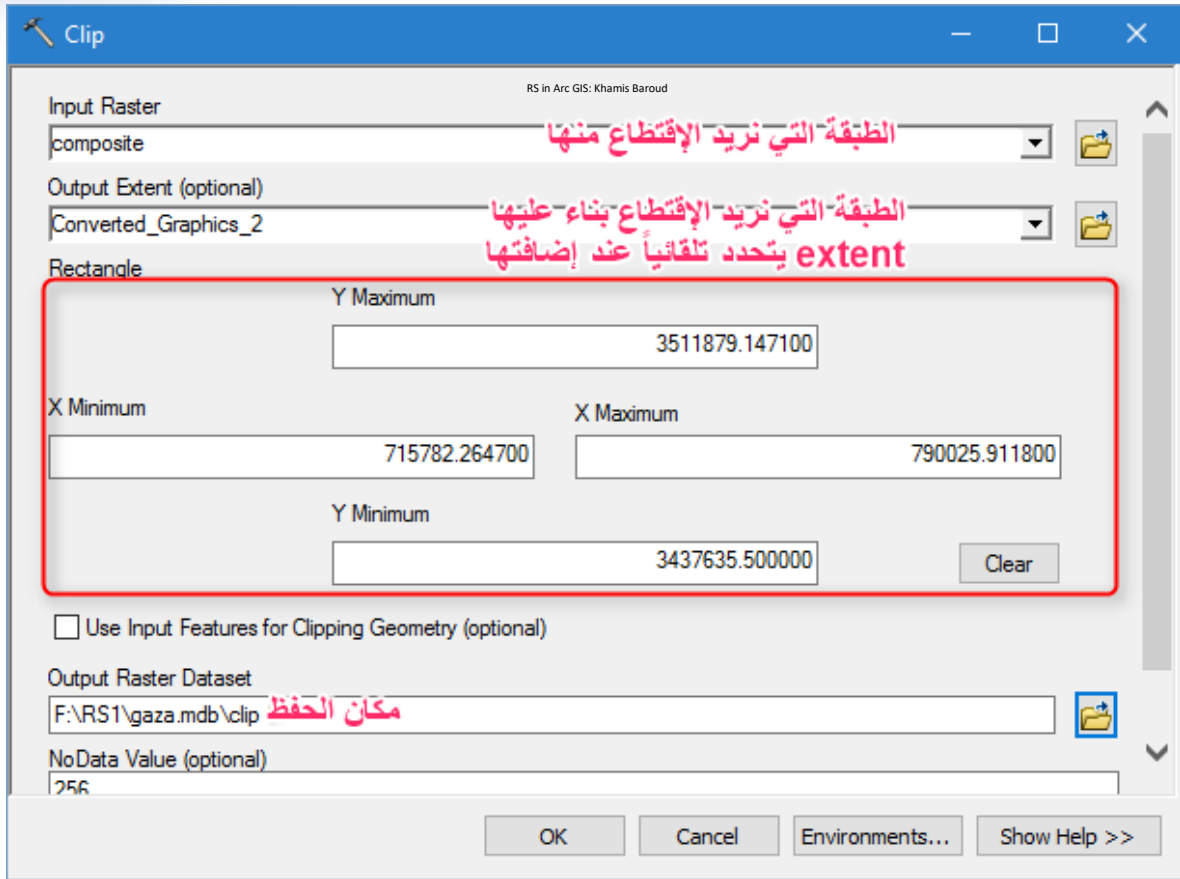 Clip
RS in Arc GIS: Khamis Baroud
Input Raster
composite
الطبقة التي نريد الإقتطاع منها
Output Extent (optional)
Converted_Graphics_2
الطبقة التي نريد الإقتطاع بناء عليها
extent يتحدد تلقائياً عند إضافتها
Rectangle
Y Maximum
3511879.147100
X Minimum
X Maximum
715782.264700
790025.911800
Y Minimum
3437635.500000
Clear
Use Input Features for Clipping Geometry (optional)
Output Raster Dataset
F:\RS1\gaza.mdb\clip مكان الحفظ
NoData Value (optional)
256
OK
Cancel
Environments...
Show Help >>